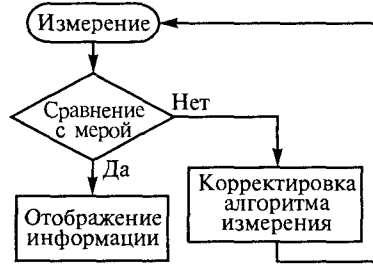 Измерение
Сравнение
с мерой
Нет
Да
Отображение
информации
Корректировка
алгоритма
измерения